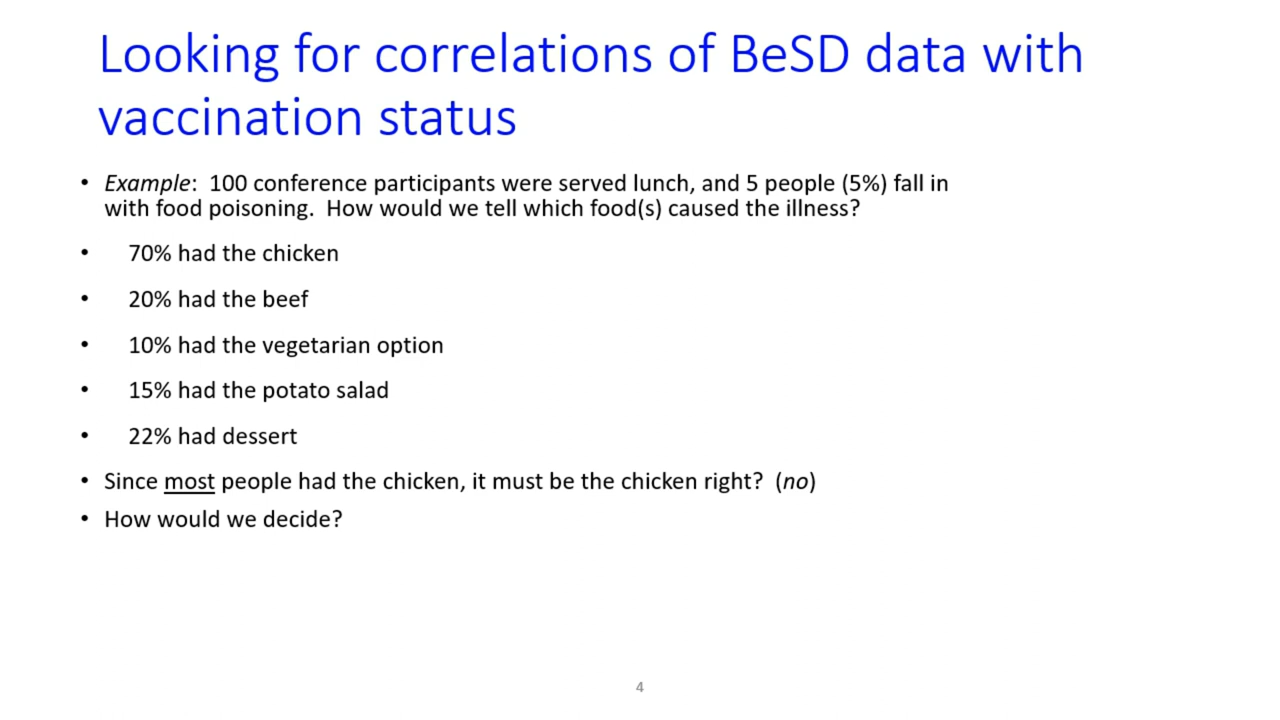 Looking for correlations of BeSD data with
vaccination status
• Example:  100 conference participants were served lunch, and 5 people (5%) fall in
with food poisoning.  How would we tell which food(s) caused the illness?
• 70% had the chicken
• 20% had the beef
• 10% had the vegetarian option
• 15% had the potato salad
• 22% had dessert
• Since most people had the chicken, it must be the chicken right?  (no)
• How would we decide?
4